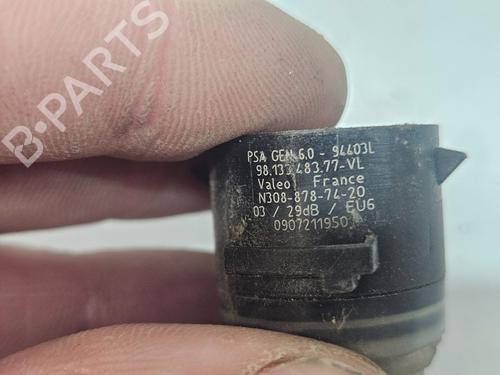 B-Parts
PSA GEN 6.0 - 94403L
98.133.483.77-VL
Valeo France
N308-878-74-20
03 / 29dB / EU6